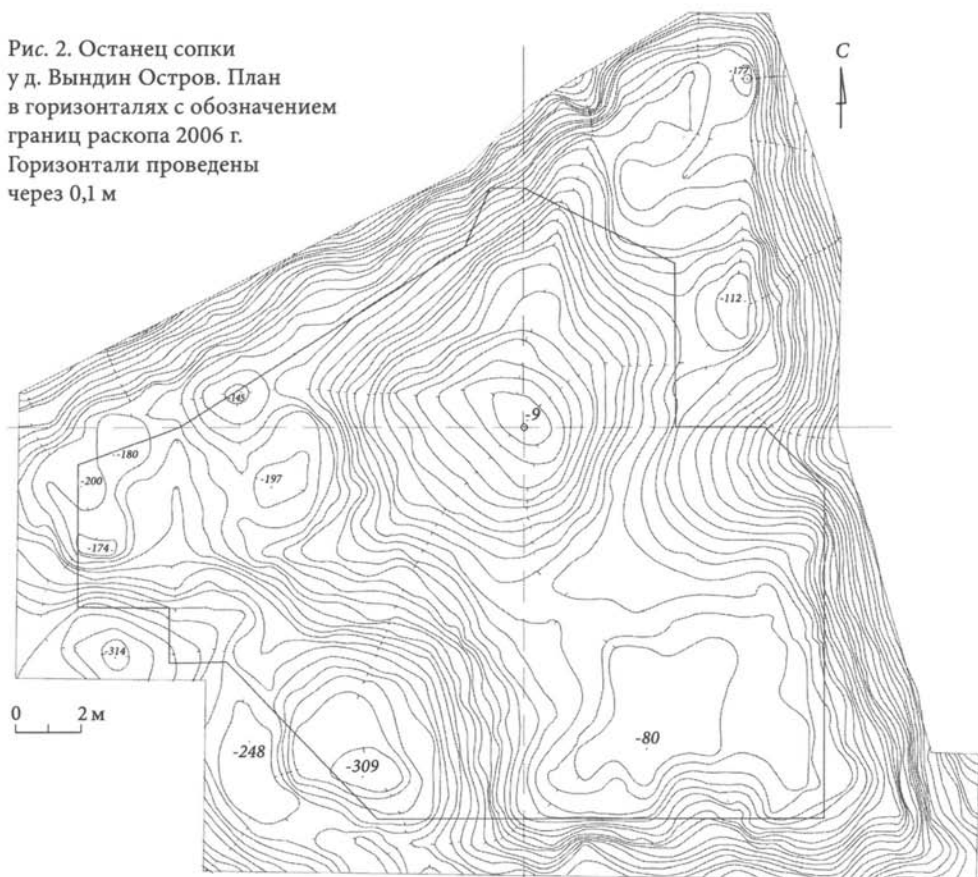 Рис. 2. Останец сопки
у д. Вындин Остров. План
в горизонталях с обозначением
границ раскопа 2006 г.
Горизонтали проведены
через 0,1 м
С
-177
-112
-145
-9
-180
-197
-200
-174
-314
0 2 м
-80
-248
-309